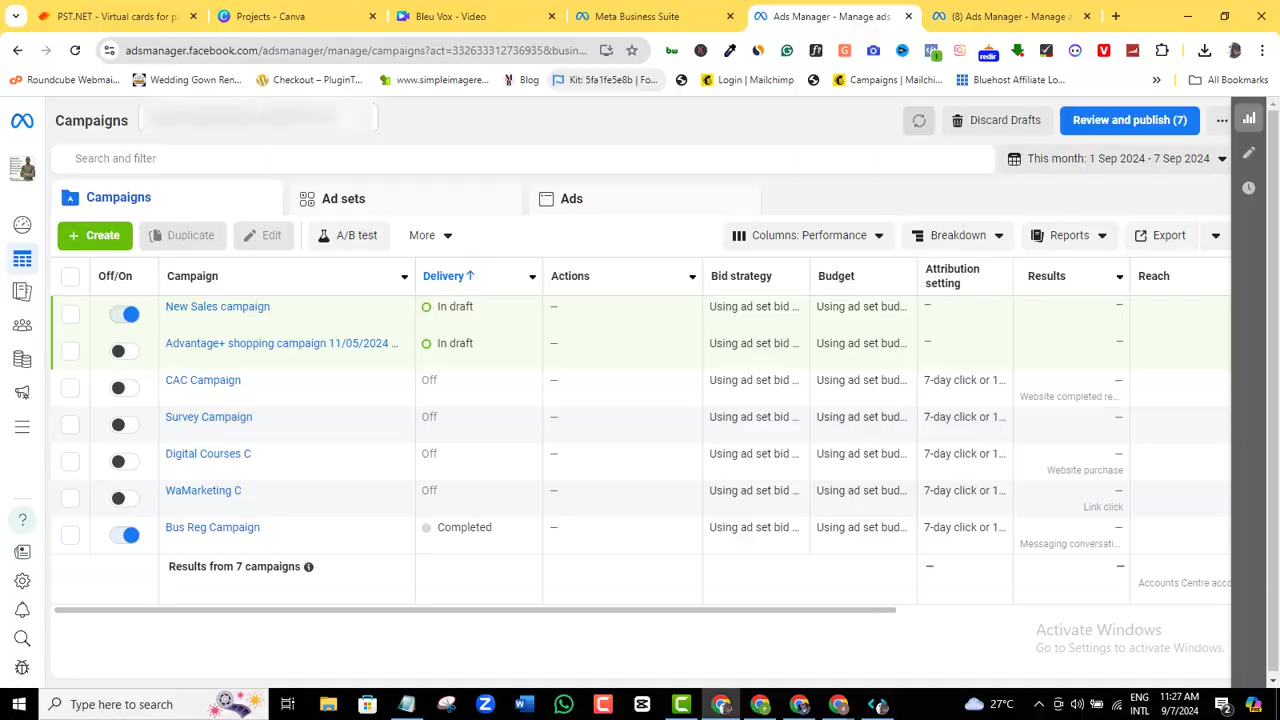 PST.NET - Virtual cards for p
Projects - Canva
Bleu Vox - Video
Meta Business Suite
Ads Manager - Manage ads
(8) Ads Manager - Manage a
adsmanager.facebook.com/adsmanager/manage/campaigns?act=332633312736935&busin...
Roundcube Webmai...
Wedding Gown Ren...
Checkout – PluginT...
www.simpleimagere...
Blog
Kit: 5fa1fe5e8b | Fo...
Login | Mailchimp
Campaigns | Mailchi...
Bluehost Affiliate Lo...
All Bookmarks
Campaigns
Discard Drafts
Review and publish (7)
Search and filter
This month: 1 Sep 2024 - 7 Sep 2024
Campaigns
Ad sets
Ads
+ Create
Duplicate
Edit
A/B test
More
Columns: Performance
Breakdown
Reports
Export
Off/On
Campaign
Delivery ↑
Actions
Bid strategy
Budget
Attribution setting
Results
Reach
New Sales campaign
In draft
—
Using ad set bid ...
Using ad set bud...
—
—
Advantage+ shopping campaign 11/05/2024 ...
In draft
—
Using ad set bid ...
Using ad set bud...
—
—
CAC Campaign
Off
—
Using ad set bid ...
Using ad set bud...
7-day click or 1...
—
Website completed re...
Survey Campaign
Off
—
Using ad set bid ...
Using ad set bud...
7-day click or 1...
—
Digital Courses C
Off
—
Using ad set bid ...
Using ad set bud...
7-day click or 1...
—
Website purchase
WaMarketing C
Off
—
Using ad set bid ...
Using ad set bud...
7-day click or 1...
—
Link click
Bus Reg Campaign
Completed
—
Using ad set bid ...
Using ad set bud...
7-day click or 1...
—
Messaging conversati...
Results from 7 campaigns
—
—
Accounts Centre acco
Activate Windows
Go to Settings to activate Windows.
Type here to search
27°C
ENG
INTL
11:27 AM
9/7/2024
2